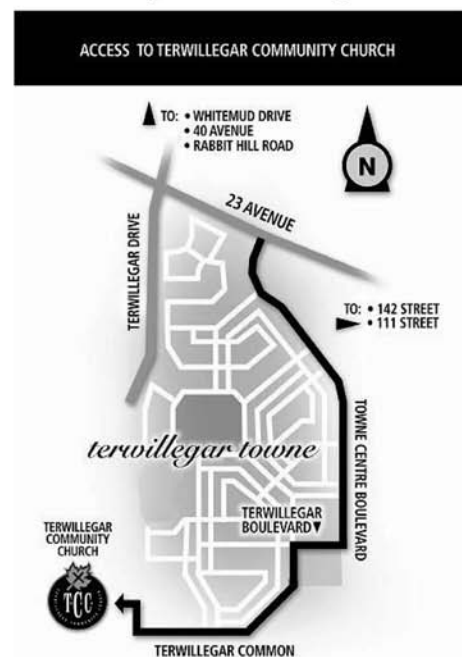 ACCESS TO TERWILLEGAR COMMUNITY CHURCH
TO: • WHITEMUD DRIVE
• 40 AVENUE
• RABBIT HILL ROAD
N
23 AVENUE
TERWILLEGAR DRIVE
TO: • 142 STREET
• 111 STREET
TOWNE CENTRE BOULEVARD
terwillegar towne
TERWILLEGAR
BOULEVARD
TERWILLEGAR
COMMUNITY
CHURCH
TCC
TERWILLEGAR COMMON